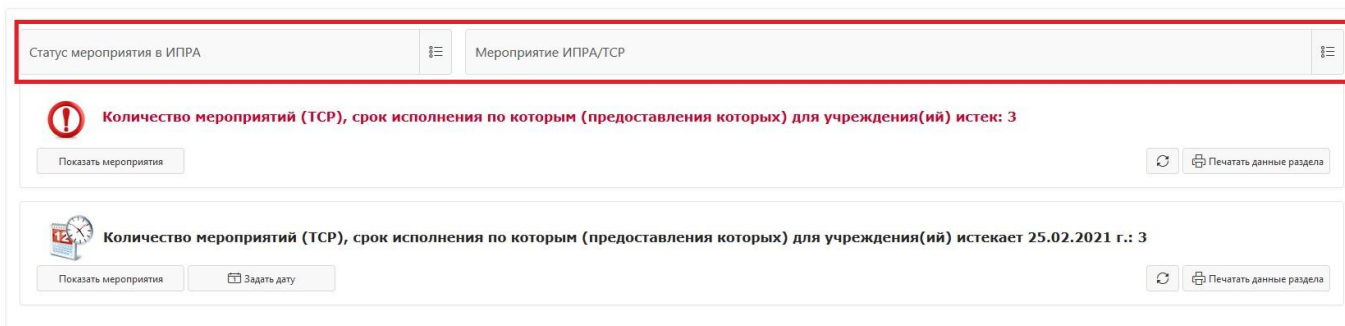 Статус мероприятия в ИПРА
Мероприятие ИПРА/ТСР
Количество мероприятий (ТСР), срок исполнения по которым (предоставления которых) для учреждения(ий) истек: 3
Показать мероприятия
Печатать данные раздела
12
Количество мероприятий (ТСР), срок исполнения по которым (предоставления которых) для учреждения(ий) истекает 25.02.2021 г.: 3
Показать мероприятия
Задать дату
Печатать данные раздела